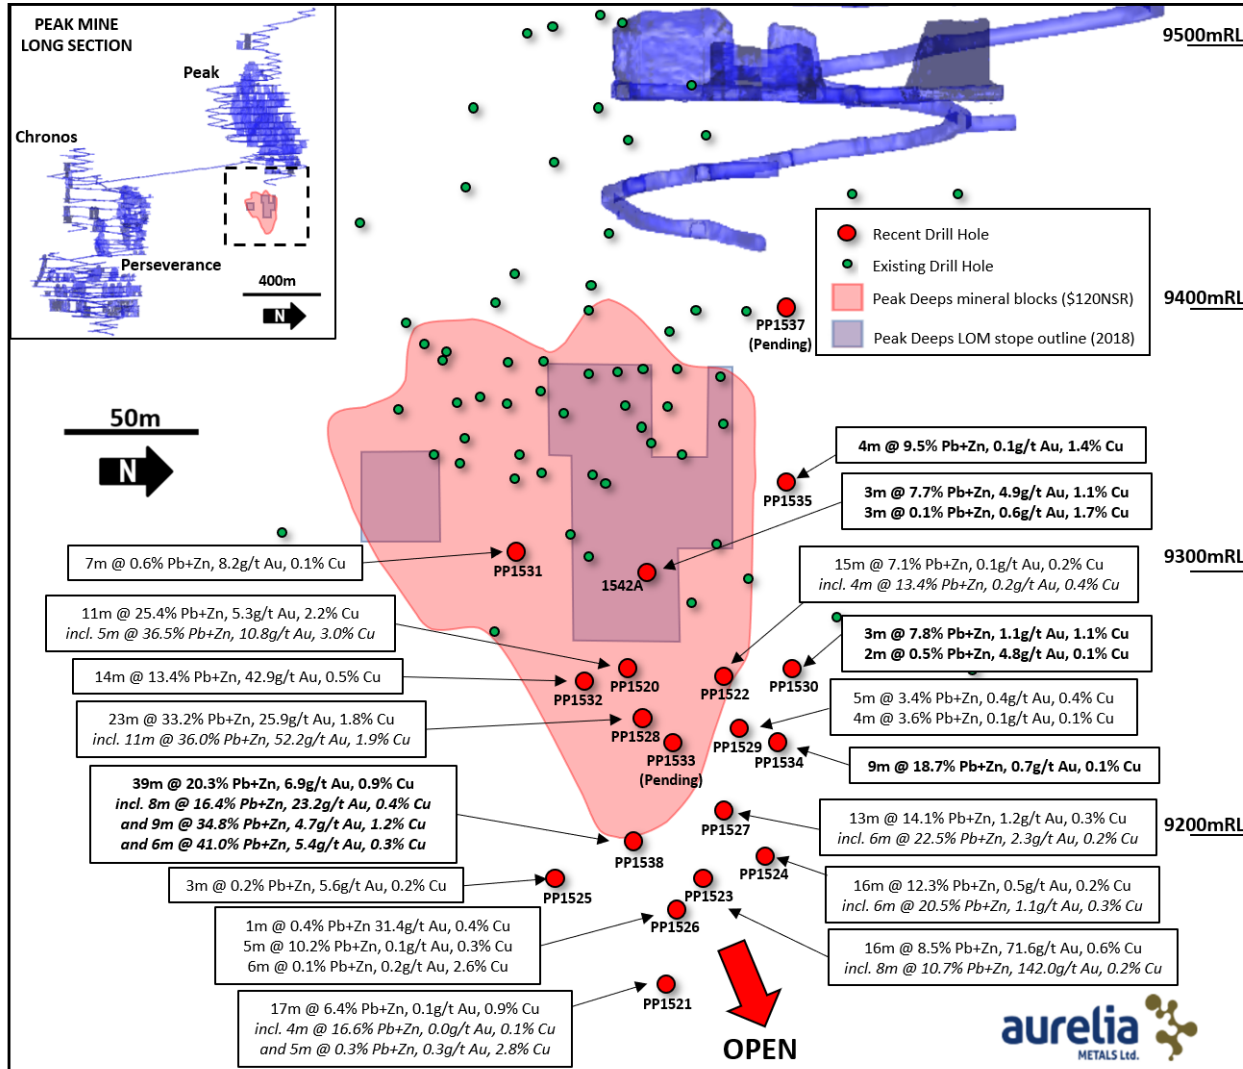 PEAK MINE
LONG SECTION
Peak
Chronos
Perseverance
400m
N
9500mRL
Recent Drill Hole
Existing Drill Hole
Peak Deeps mineral blocks ($120NSR)
Peak Deeps LOM stope outline (2018)
9400mRL
PP1537
(Pending)
50m
N
4m @ 9.5% Pb+Zn, 0.1g/t Au, 1.4% Cu
PP1535
3m @ 7.7% Pb+Zn, 4.9g/t Au, 1.1% Cu
3m @ 0.1% Pb+Zn, 0.6g/t Au, 1.7% Cu
7m @ 0.6% Pb+Zn, 8.2g/t Au, 0.1% Cu
PP1531
1542A
15m @ 7.1% Pb+Zn, 0.1g/t Au, 0.2% Cu
incl. 4m @ 13.4% Pb+Zn, 0.2g/t Au, 0.4% Cu
9300mRL
11m @ 25.4% Pb+Zn, 5.3g/t Au, 2.2% Cu
incl. 5m @ 36.5% Pb+Zn, 10.8g/t Au, 3.0% Cu
3m @ 7.8% Pb+Zn, 1.1g/t Au, 1.1% Cu
2m @ 0.5% Pb+Zn, 4.8g/t Au, 0.1% Cu
14m @ 13.4% Pb+Zn, 42.9g/t Au, 0.5% Cu
PP1532
PP1520
PP1522
PP1530
5m @ 3.4% Pb+Zn, 0.4g/t Au, 0.4% Cu
4m @ 3.6% Pb+Zn, 0.1g/t Au, 0.1% Cu
23m @ 33.2% Pb+Zn, 25.9g/t Au, 1.8% Cu
incl. 11m @ 36.0% Pb+Zn, 52.2g/t Au, 1.9% Cu
PP1528
PP1533
(Pending)
PP1529
PP1534
9m @ 18.7% Pb+Zn, 0.7g/t Au, 0.1% Cu
39m @ 20.3% Pb+Zn, 6.9g/t Au, 0.9% Cu
incl. 8m @ 16.4% Pb+Zn, 23.2g/t Au, 0.4% Cu
and 9m @ 34.8% Pb+Zn, 4.7g/t Au, 1.2% Cu
and 6m @ 41.0% Pb+Zn, 5.4g/t Au, 0.3% Cu
PP1538
PP1527
13m @ 14.1% Pb+Zn, 1.2g/t Au, 0.3% Cu
incl. 6m @ 22.5% Pb+Zn, 2.3g/t Au, 0.2% Cu
9200mRL
3m @ 0.2% Pb+Zn, 5.6g/t Au, 0.2% Cu
PP1525
PP1523
PP1524
16m @ 12.3% Pb+Zn, 0.5g/t Au, 0.2% Cu
incl. 6m @ 20.5% Pb+Zn, 1.1g/t Au, 0.3% Cu
1m @ 0.4% Pb+Zn 31.4g/t Au, 0.4% Cu
5m @ 10.2% Pb+Zn, 0.1g/t Au, 0.3% Cu
6m @ 0.1% Pb+Zn, 0.2g/t Au, 2.6% Cu
PP1526
16m @ 8.5% Pb+Zn, 71.6g/t Au, 0.6% Cu
incl. 8m @ 10.7% Pb+Zn, 142.0g/t Au, 0.2% Cu
17m @ 6.4% Pb+Zn, 0.1g/t Au, 0.9% Cu
incl. 4m @ 16.6% Pb+Zn, 0.0g/t Au, 0.1% Cu
and 5m @ 0.3% Pb+Zn, 0.3g/t Au, 2.8% Cu
PP1521
OPEN
aurelia
METALS Ltd.